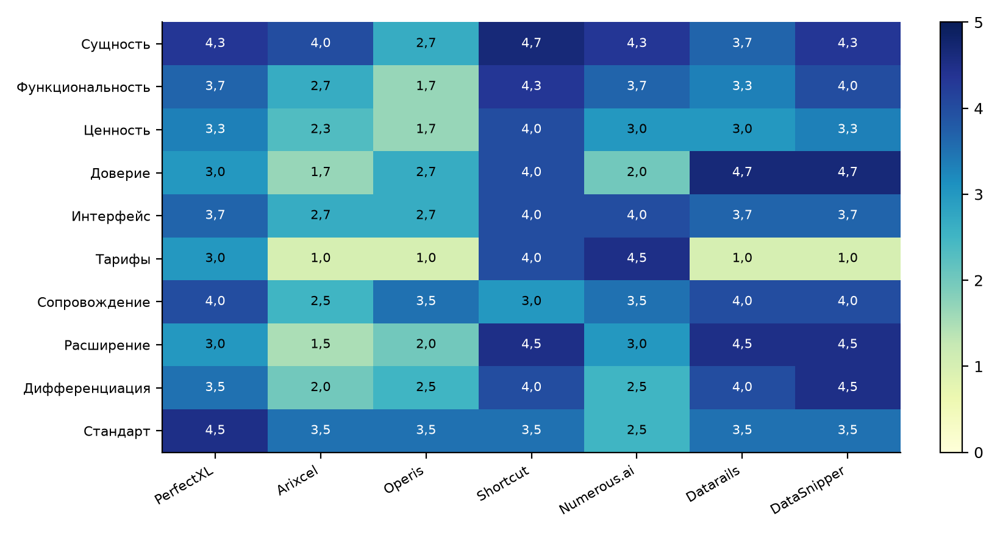 Сущность 4,3 4,0 2,7 4,7 4,3 3,7 4,3
Функциональность 3,7 2,7 1,7 4,3 3,7 3,3 4,0
Ценность 3,3 2,3 1,7 4,0 3,0 3,0 3,3
Доверие 3,0 1,7 2,7 4,0 2,0 4,7 4,7
Интерфейс 3,7 2,7 2,7 4,0 4,0 3,7 3,7
Тарифы 3,0 1,0 1,0 4,0 4,5 1,0 1,0
Сопровождение 4,0 2,5 3,5 3,0 3,5 4,0 4,0
Расширение 3,0 1,5 2,0 4,5 3,0 4,5 4,5
Дифференциация 3,5 2,0 2,5 4,0 2,5 4,0 4,5
Стандарт 4,5 3,5 3,5 3,5 2,5 3,5 3,5
PerfectXL Arixcel Operis Shortcut Numerous.ai Datarails DataSnipper
5
4
3
2
1
0